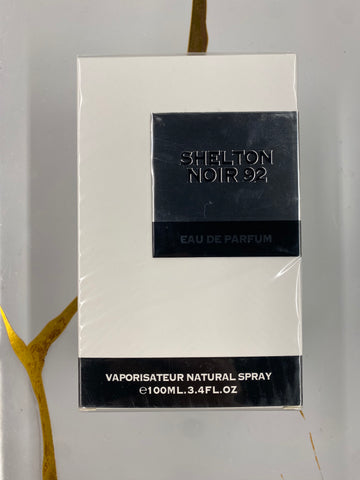 SHELTON
NOIR 92
EAU DE PARFUM
VAPORISATEUR NATURAL SPRAY
℮100ML.3.4FL.OZ